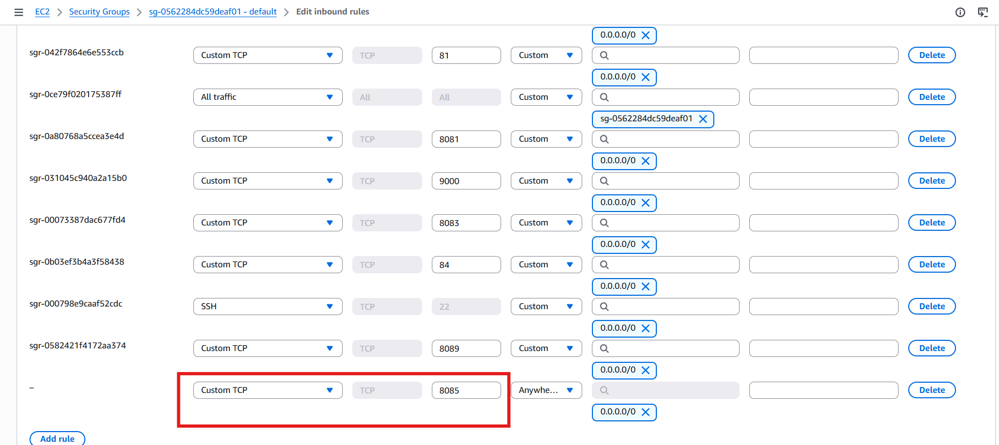 EC2 > Security Groups > sg-0562284dc59deaf01 - default > Edit inbound rules
0.0.0.0/0
sgr-042f7864e6e553ccb Custom TCP TCP 81 Custom Delete
0.0.0.0/0
sgr-0ce79f020175387ff All traffic All All Custom Delete
sg-0562284dc59deaf01
sgr-0a80768a5ccea3e4d Custom TCP TCP 8081 Custom Delete
0.0.0.0/0
sgr-031045c940a2a15b0 Custom TCP TCP 9000 Custom Delete
0.0.0.0/0
sgr-00073387dac677fd4 Custom TCP TCP 8083 Custom Delete
0.0.0.0/0
sgr-0b03ef3b4a3f58438 Custom TCP TCP 84 Custom Delete
0.0.0.0/0
sgr-000798e9caaf52cdc SSH TCP 22 Custom Delete
0.0.0.0/0
sgr-0582421f4172aa374 Custom TCP TCP 8089 Custom Delete
0.0.0.0/0
– Custom TCP TCP 8085 Anywhe... Delete
0.0.0.0/0
Add rule